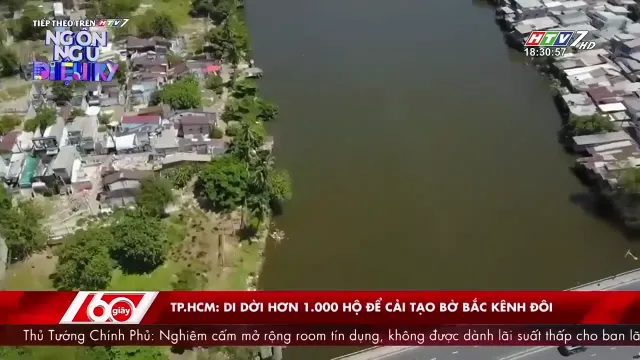 TIẾP THEO TRÊN HTV7
NGÔN
NGỮ
DIỆU KỲ
HTV7 HD
18:30:57
60 giây
TP.HCM: DI DỜI HƠN 1.000 HỘ ĐỂ CẢI TẠO BỜ BẮC KÊNH ĐÔI
Thủ Tướng Chính Phủ: Nghiêm cấm mở rộng room tín dụng, không được dành lãi suất thấp cho ban lã